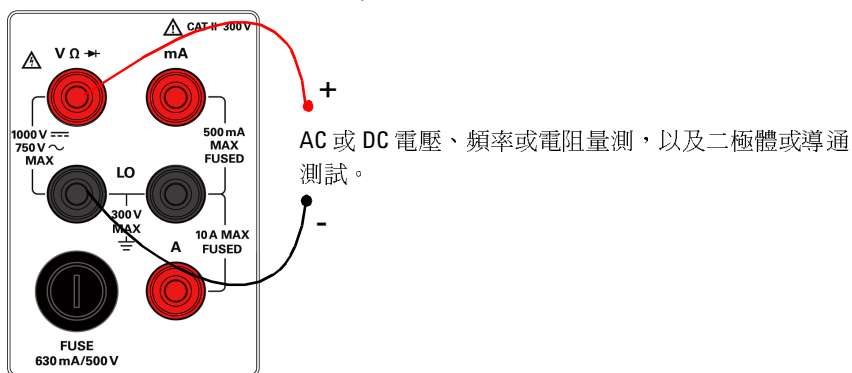 CAT II 300 V
V Ω
mA
+
1000 V
750 V
MAX
500 mA
MAX
FUSED
AC 或 DC 電壓、頻率或電阻量測，以及二極體或導通
測試。
LO
300 V
MAX
-
10 A MAX
FUSED
A
FUSE
630 mA/500 V